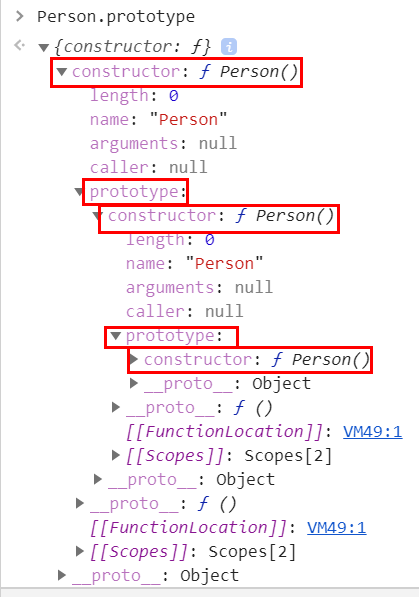 > Person.prototype
{constructor: ƒ} i
constructor: ƒ Person()
length: 0
name: "Person"
arguments: null
caller: null
prototype:
constructor: ƒ Person()
length: 0
name: "Person"
arguments: null
caller: null
prototype:
constructor: ƒ Person()
__proto__: Object
__proto__: ƒ ()
[[FunctionLocation]]: VM49:1
[[Scopes]]: Scopes[2]
__proto__: Object
__proto__: ƒ ()
[[FunctionLocation]]: VM49:1
[[Scopes]]: Scopes[2]
__proto__: Object